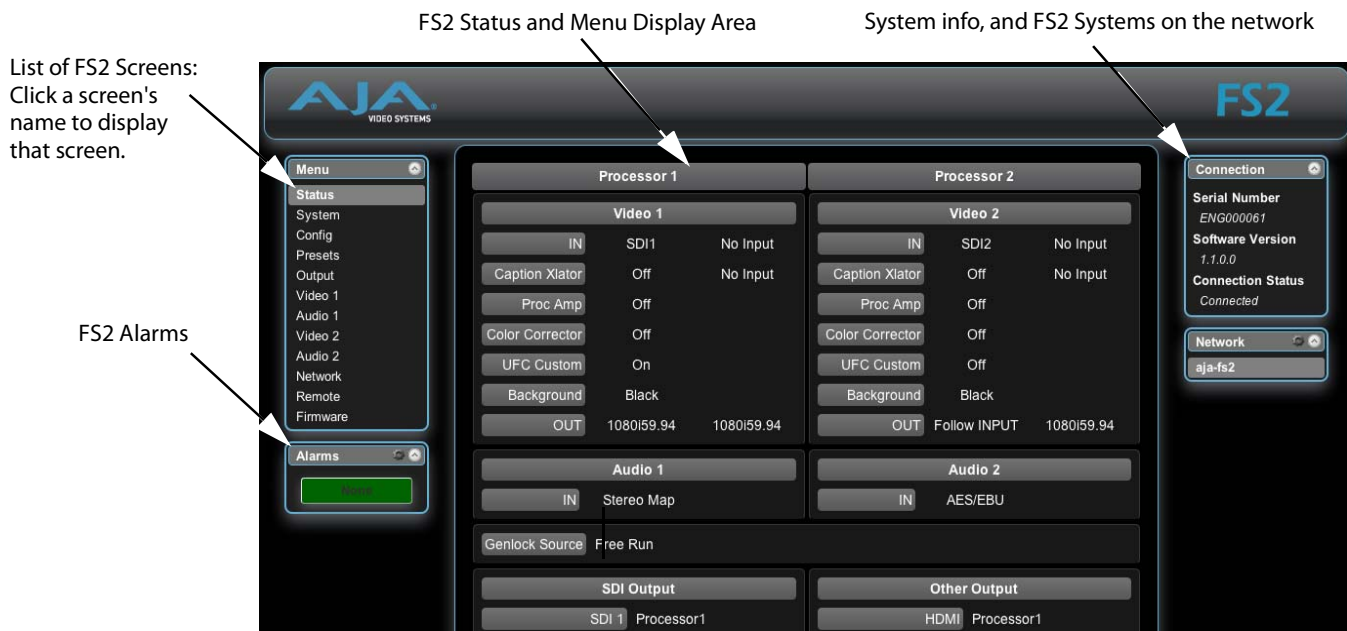 FS2 Status and Menu Display Area
System info, and FS2 Systems on the network
List of FS2 Screens:
Click a screen's
name to display
that screen.
FS2 Alarms
AJA
VIDEO SYSTEMS
FS2
Menu
Status
System
Config
Presets
Output
Video 1
Audio 1
Video 2
Audio 2
Network
Remote
Firmware
Alarms
None
Processor 1
Processor 2
Video 1
IN SDI1 No Input
Caption Xlator Off No Input
Proc Amp Off
Color Corrector Off
UFC Custom On
Background Black
OUT 1080i59.94 1080i59.94
Video 2
IN SDI2 No Input
Caption Xlator Off No Input
Proc Amp Off
Color Corrector Off
UFC Custom Off
Background Black
OUT Follow INPUT 1080i59.94
Audio 1
IN Stereo Map
Audio 2
IN AES/EBU
Genlock Source Free Run
SDI Output
SDI 1 Processor1
Other Output
HDMI Processor1
Connection
Serial Number
ENG000061
Software Version
1.1.0.0
Connection Status
Connected
Network
aja-fs2